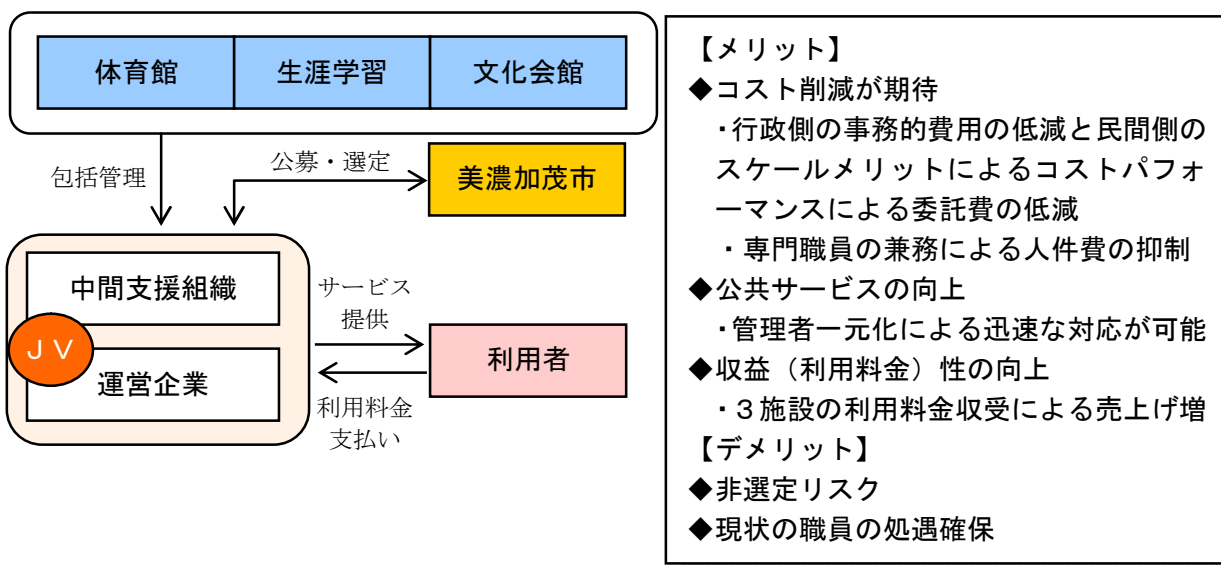 体育館
生涯学習
文化会館
包括管理
公募・選定
美濃加茂市
中間支援組織
JV
運営企業
サービス
提供
利用者
利用料金
支払い
【メリット】
◆コスト削減が期待
・行政側の事務的費用の低減と民間側の
スケールメリットによるコストパフォ
ーマンスによる委託費の低減
・専門職員の兼務による人件費の抑制
◆公共サービスの向上
・管理者一元化による迅速な対応が可能
◆収益（利用料金）性の向上
・３施設の利用料金収受による売上げ増
【デメリット】
◆非選定リスク
◆現状の職員の処遇確保